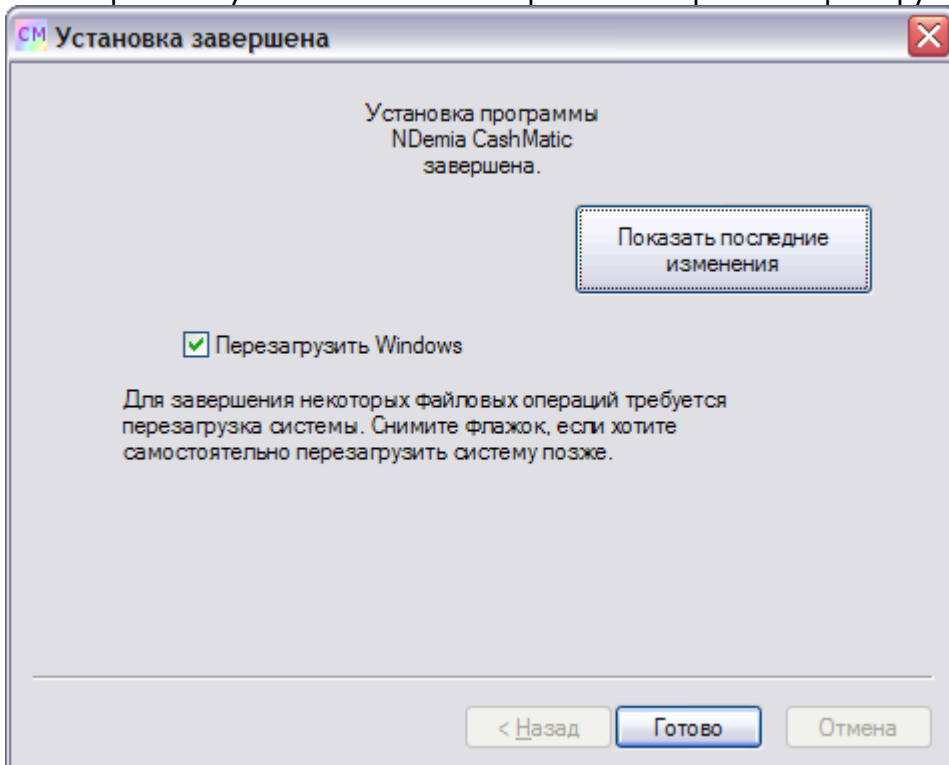 CM Установка завершена
Установка программы
NDemia CashMatic
завершена.
Показать последние
изменения
Перезагрузить Windows
Для завершения некоторых файловых операций требуется
перезагрузка системы. Снимите флажок, если хотите
самостоятельно перезагрузить систему позже.
< Назад Готово Отмена